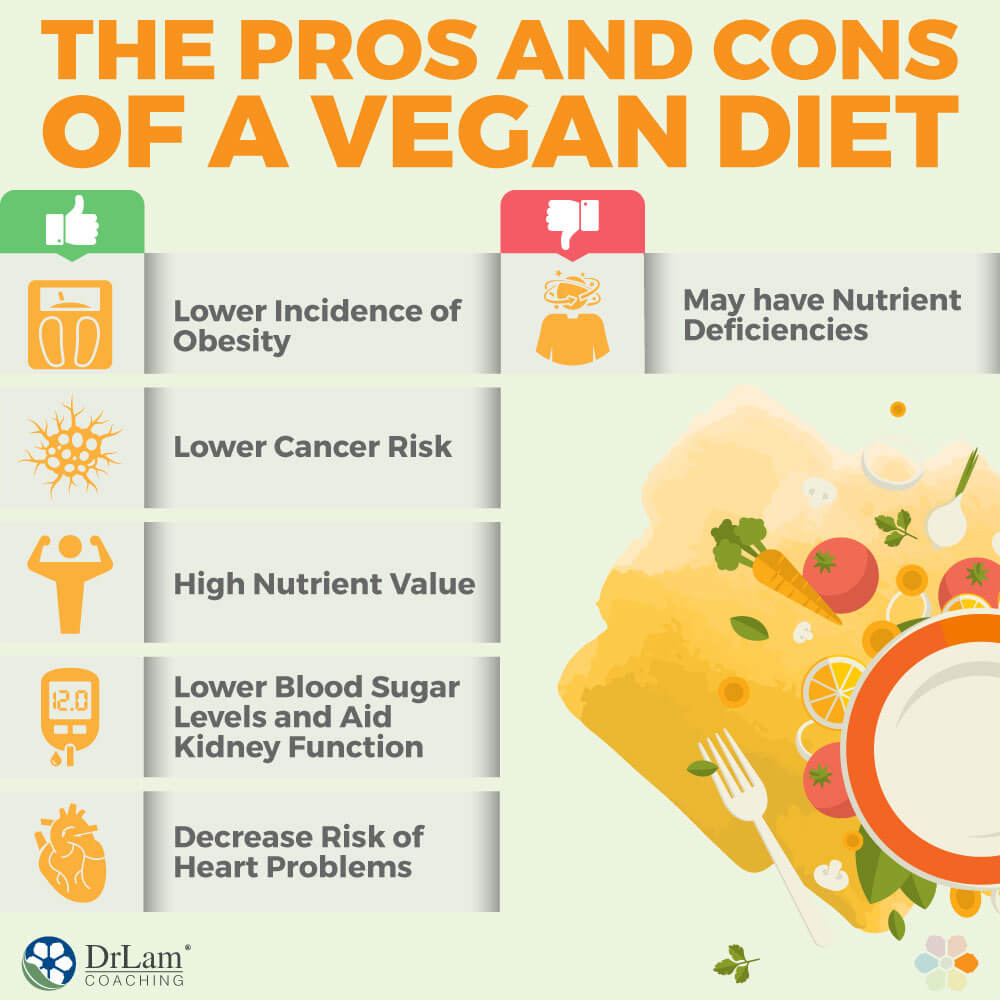 THE PROS AND CONS
OF A VEGAN DIET
Lower Incidence of
Obesity
Lower Cancer Risk
High Nutrient Value
12.0
Lower Blood Sugar
Levels and Aid
Kidney Function
Decrease Risk of
Heart Problems
May have Nutrient
Deficiencies
DrLam®
COACHING